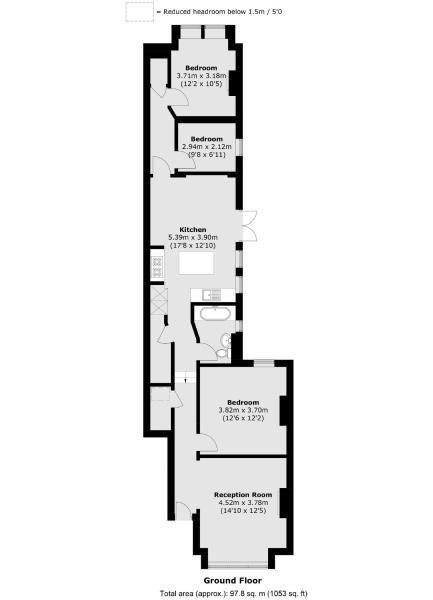 = Reduced headroom below 1.5m / 5'0
Bedroom
3.71m x 3.18m
(12'2 x 10'5)
Bedroom
2.94m x 2.12m
(9'8 x 6'11)
Kitchen
5.39m x 3.90m
(17'8 x 12'10)
Bedroom
3.82m x 3.70m
(12'6 x 12'2)
Reception Room
4.52m x 3.78m
(14'10 x 12'5)
Ground Floor
Total area (approx.): 97.8 sq. m (1053 sq. ft)